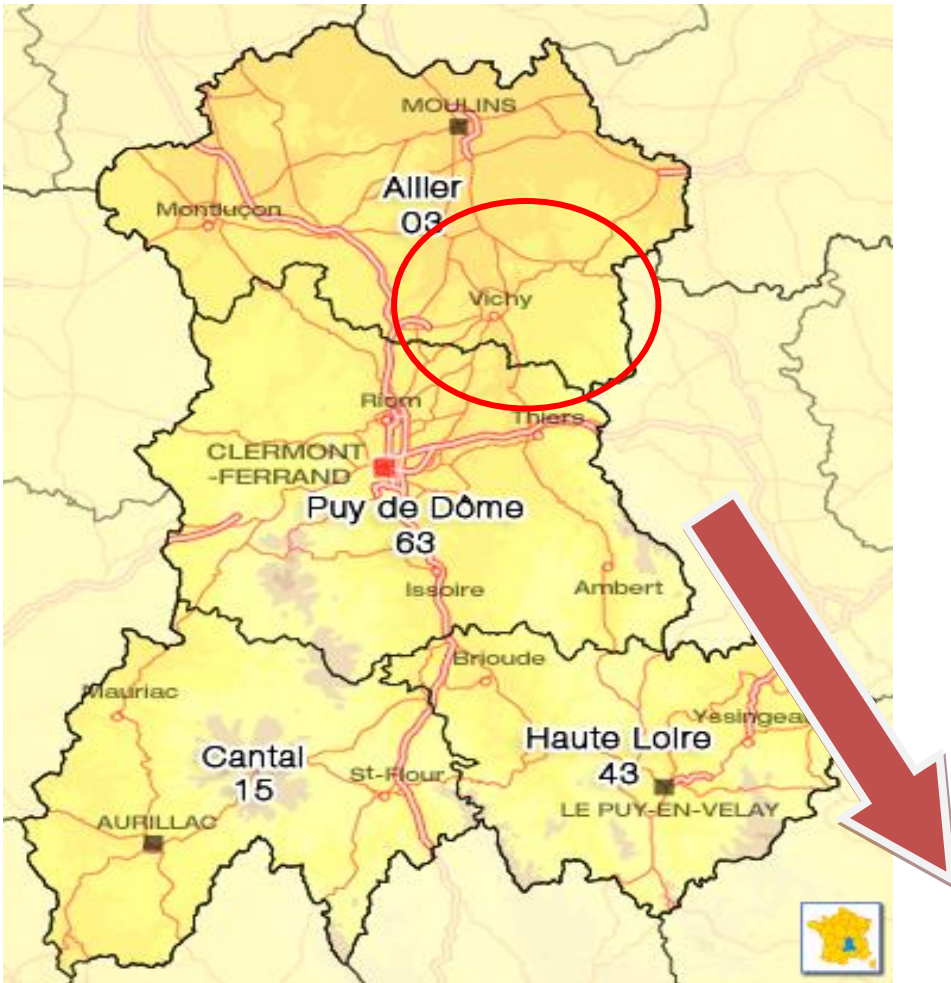 MOULINS
Allier
03
Montluçon
Vichy
Riom
Thiers
CLERMONT
-FERRAND
Puy de Dôme
63
Issoire
Ambert
Brioude
Mauriac
Yssingea
Cantal
15
St-Flour
Haute Loire
43
LE PUY-EN-VELAY
AURILLAC